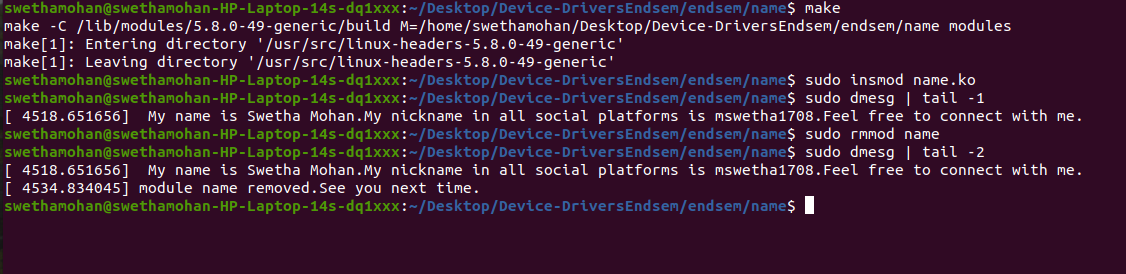 swethamohan@swethamohan-HP-Laptop-14s-dq1xxx:~/Desktop/Device-DriversEndsem/endsem/name$ make
make -C /lib/modules/5.8.0-49-generic/build M=/home/swethamohan/Desktop/Device-DriversEndsem/endsem/name modules
make[1]: Entering directory '/usr/src/linux-headers-5.8.0-49-generic'
make[1]: Leaving directory '/usr/src/linux-headers-5.8.0-49-generic'
swethamohan@swethamohan-HP-Laptop-14s-dq1xxx:~/Desktop/Device-DriversEndsem/endsem/name$ sudo insmod name.ko
swethamohan@swethamohan-HP-Laptop-14s-dq1xxx:~/Desktop/Device-DriversEndsem/endsem/name$ sudo dmesg | tail -1
[ 4518.651656]  My name is Swetha Mohan.My nickname in all social platforms is mswetha1708.Feel free to connect with me.
swethamohan@swethamohan-HP-Laptop-14s-dq1xxx:~/Desktop/Device-DriversEndsem/endsem/name$ sudo rmmod name
swethamohan@swethamohan-HP-Laptop-14s-dq1xxx:~/Desktop/Device-DriversEndsem/endsem/name$ sudo dmesg | tail -2
[ 4518.651656]  My name is Swetha Mohan.My nickname in all social platforms is mswetha1708.Feel free to connect with me.
[ 4534.834045] module name removed.See you next time.
swethamohan@swethamohan-HP-Laptop-14s-dq1xxx:~/Desktop/Device-DriversEndsem/endsem/name$